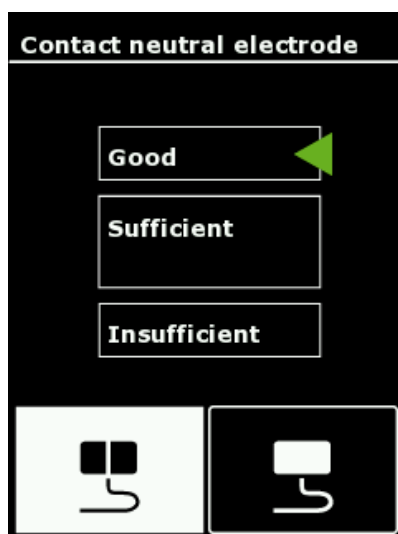 Contact neutral electrode
Good
Sufficient
Insufficient